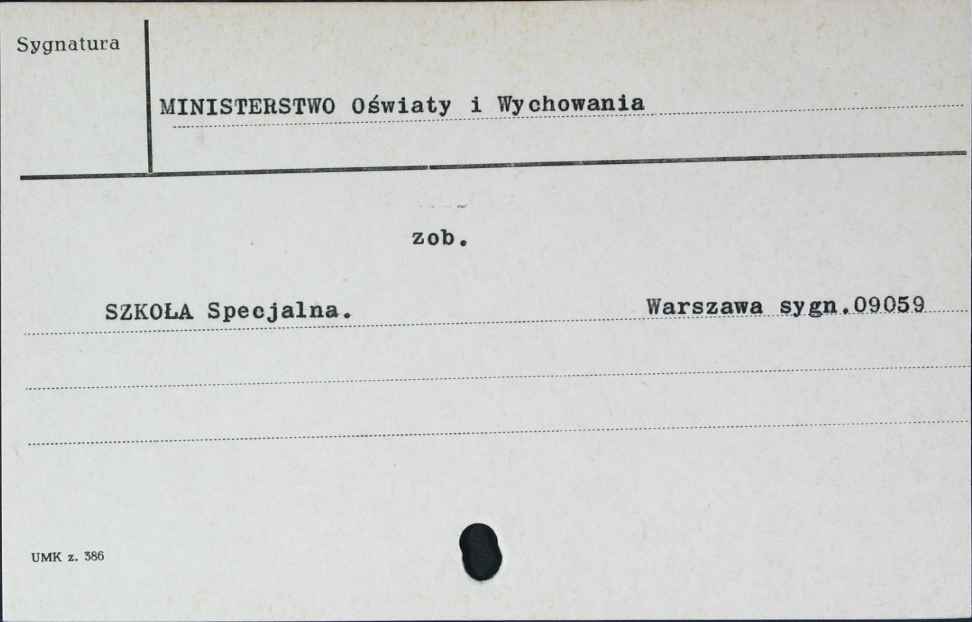 Sygnatura
MINISTERSTWO Oświaty i Wychowania
zob.
SZKOŁA Specjalna. Warszawa sygn.09059
UMK z. 386